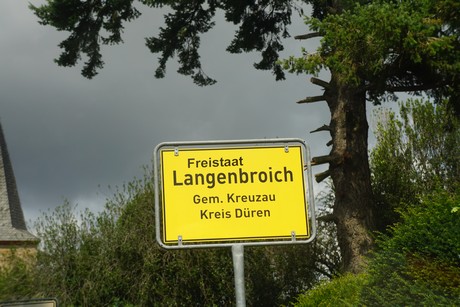 Freistaat
Langenbroich
Gem. Kreuzau
Kreis Düren